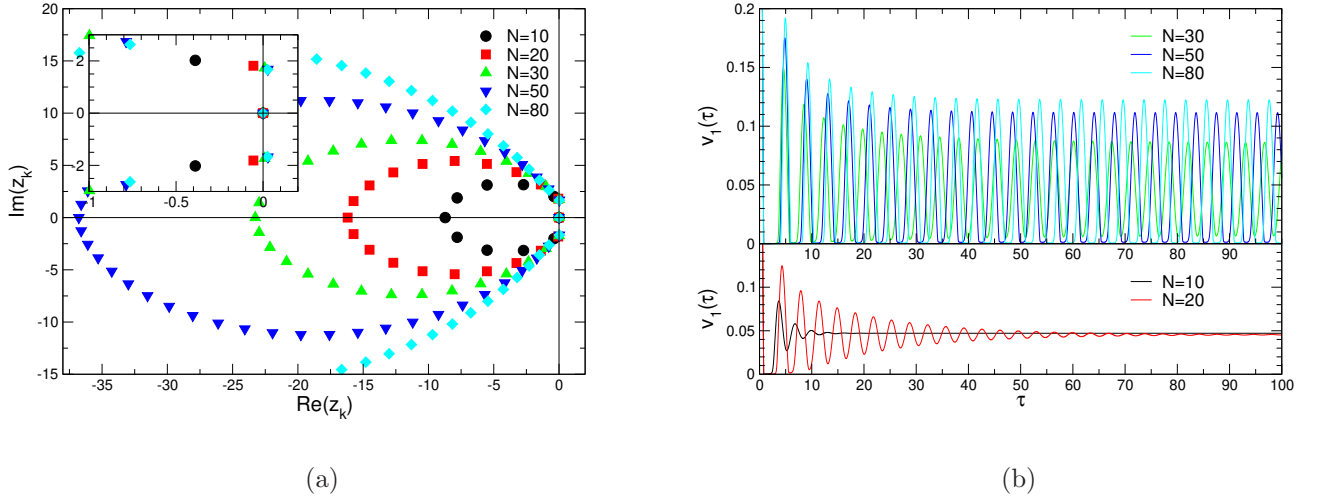 20
15
10
5
0
-5
-10
-15
Im(z_k)
-35 -30 -25 -20 -15 -10 -5 0
Re(z_k)
N=10
N=20
N=30
N=50
N=80
2
0
-2
-1 -0.5 0
(a)
0.2
0.15
0.1
0.05
0
v_1(τ)
10 20 30 40 50 60 70 80 90 100
N=30
N=50
N=80
0.1
0.05
0
v_1(τ)
N=10
N=20
0 10 20 30 40 50 60 70 80 90 100
τ
(b)